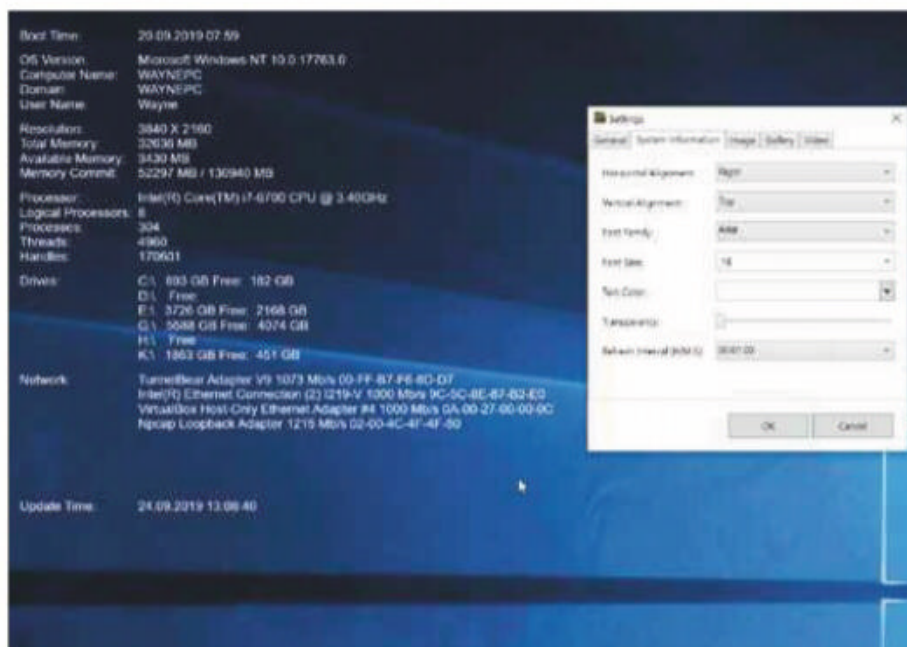 Boot Time: 20.09.2019 07:59
OS Version: Microsoft Windows NT 10.0.17763.0
Computer Name: WAYNEPC
Domain: WAYNEPC
User Name: Wayne
Resolution: 3840 X 2160
Total Memory: 32636 MB
Available Memory: 3430 MB
Memory Commit: 52297 MB / 130940 MB
Processor: Intel(R) Core(TM) i7-6700 CPU @ 3.40GHz
Logical Processors: 8
Processes: 304
Threads: 4960
Handles: 170601
Drives: C:\ 893 GB Free: 182 GB
D:\ Free
E:\ 3726 GB Free: 2168 GB
G:\ 5588 GB Free: 4074 GB
H:\ Free
K:\ 1863 GB Free: 451 GB
Network: TunnelBear Adapter V9 1073 Mb/s 00-FF-B7-F6-8D-D7
Intel(R) Ethernet Connection (2) I219-V 1000 Mb/s 9C-5C-8E-87-B2-E0
VirtualBox Host-Only Ethernet Adapter #4 1000 Mb/s 0A-00-27-00-00-0C
Npcap Loopback Adapter 1215 Mb/s 02-00-4C-4F-4F-50
Update Time: 24.09.2019 13:08:40
Settings
General System Information Image Gallery Video
Horizontal Alignment: Right
Vertical Alignment: Top
Font Family: Arial
Font Size: 16
Text Color:
Transparency:
Refresh Interval (H:M:S): 00:01:00
OK Cancel